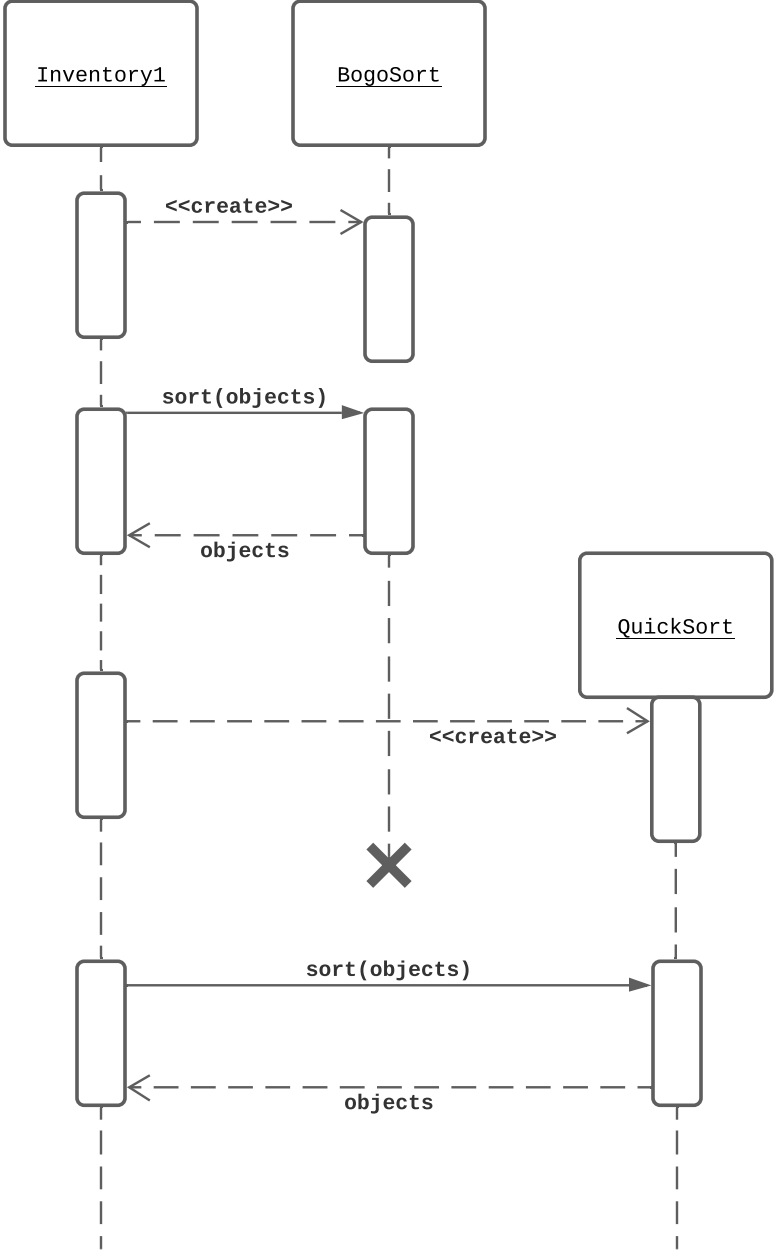 Inventory1
BogoSort
<<create>>
sort(objects)
objects
QuickSort
<<create>>
sort(objects)
objects